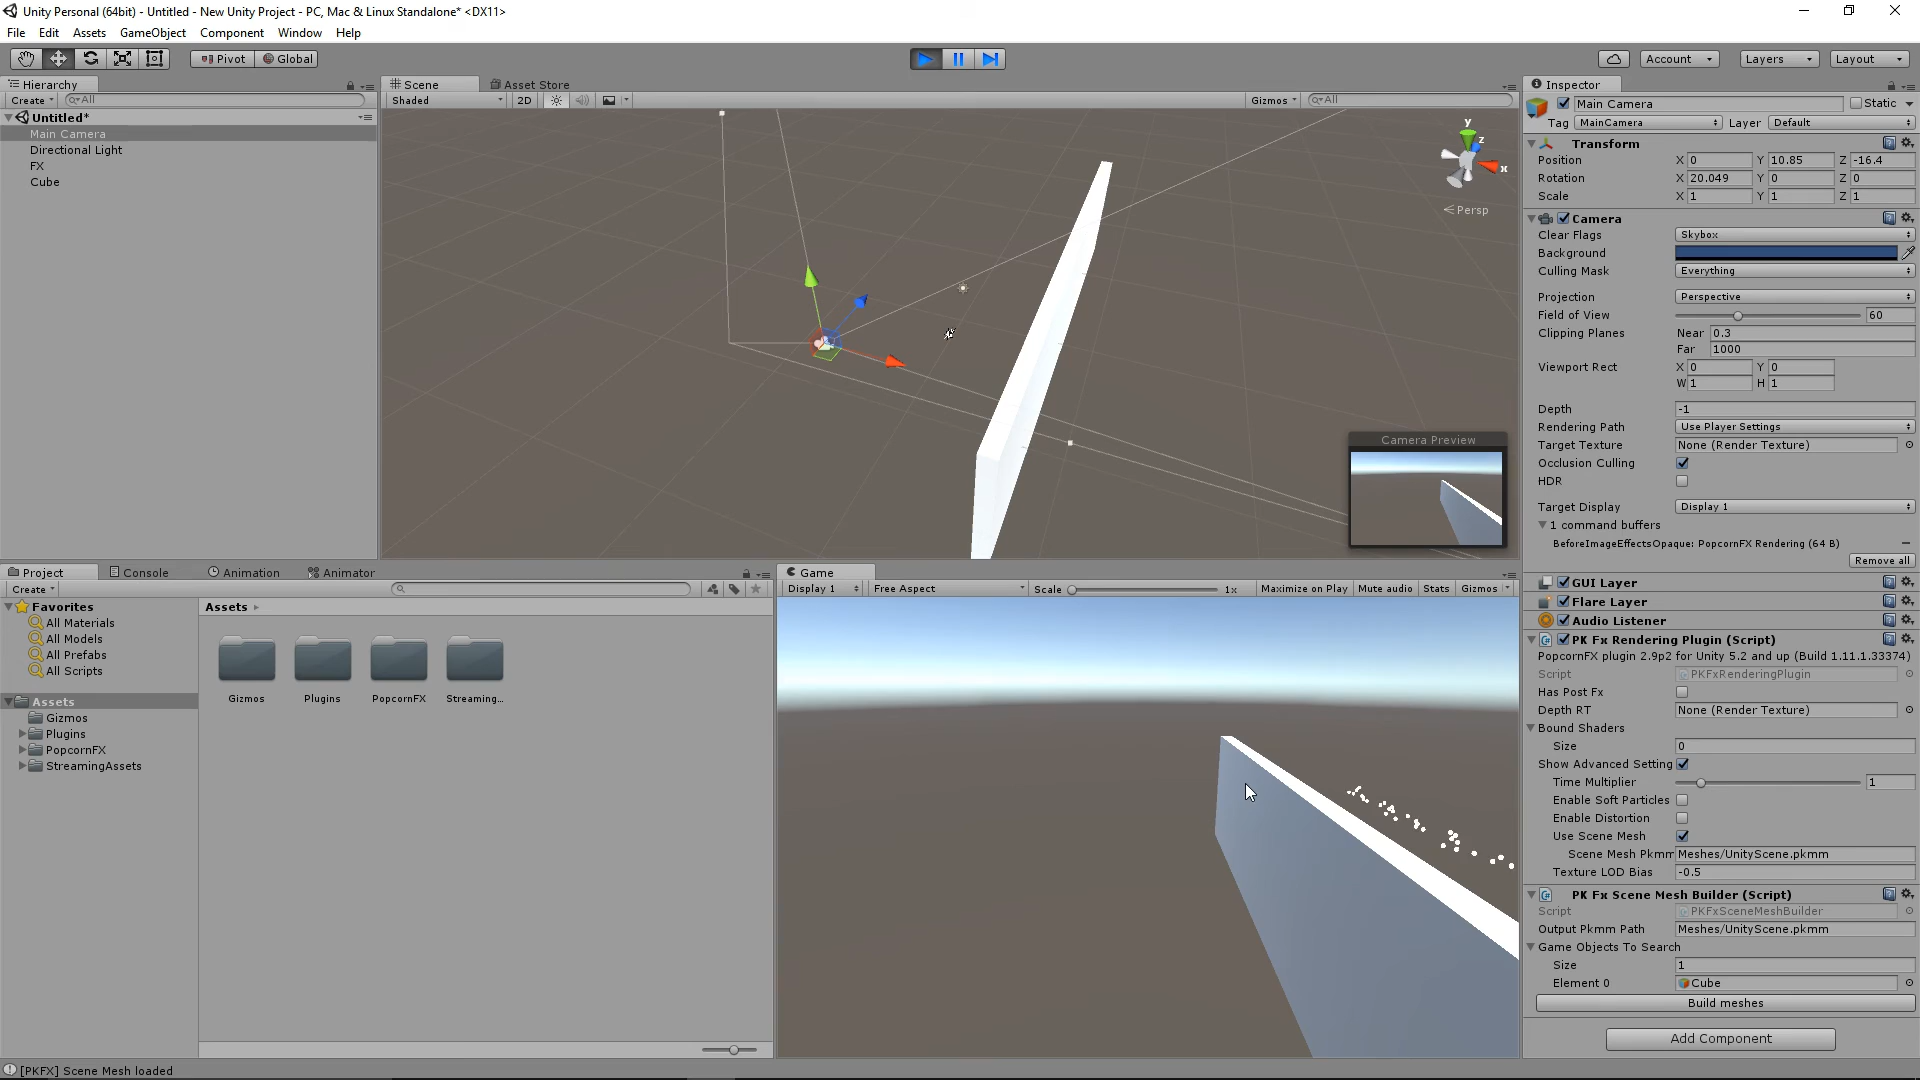 Unity Personal (64bit) - Untitled - New Unity Project - PC, Mac & Linux Standalone* <DX11>
File Edit Assets GameObject Component Window Help
Pivot Global Account Layers Layout
Hierarchy
Create All
Untitled*
Main Camera
Directional Light
FX
Cube
Scene Asset Store
Shaded 2D Gizmos All
y
z
x
Persp
Camera Preview
Project Console Animation Animator
Create
Favorites
All Materials
All Models
All Prefabs
All Scripts
Assets
Gizmos
Plugins
PopcornFX
StreamingAssets
Assets
Gizmos Plugins PopcornFX Streaming...
Game
Display 1 Free Aspect Scale 1x Maximize on Play Mute audio Stats Gizmos
Inspector
Main Camera Static
Tag MainCamera Layer Default
Transform
Position X 0 Y 10.85 Z -16.4
Rotation X 20.049 Y 0 Z 0
Scale X 1 Y 1 Z 1
Camera
Clear Flags Skybox
Background
Culling Mask Everything
Projection Perspective
Field of View 60
Clipping Planes Near 0.3
Far 1000
Viewport Rect X 0 Y 0
W 1 H 1
Depth -1
Rendering Path Use Player Settings
Target Texture None (Render Texture)
Occlusion Culling
HDR
Target Display Display 1
1 command buffers
BeforeImageEffectsOpaque: PopcornFX Rendering (64 B)
Remove all
GUI Layer
Flare Layer
Audio Listener
PK Fx Rendering Plugin (Script)
PopcornFX plugin 2.9p2 for Unity 5.2 and up (Build 1.11.1.33374)
Script PKFxRenderingPlugin
Has Post Fx
Depth RT None (Render Texture)
Bound Shaders
Size 0
Show Advanced Setting
Time Multiplier 1
Enable Soft Particles
Enable Distortion
Use Scene Mesh
Scene Mesh Pkmm Meshes/UnityScene.pkmm
Texture LOD Bias -0.5
PK Fx Scene Mesh Builder (Script)
Script PKFxSceneMeshBuilder
Output Pkmm Path Meshes/UnityScene.pkmm
Game Objects To Search
Size 1
Element 0 Cube
Build meshes
Add Component
[PKFX] Scene Mesh loaded